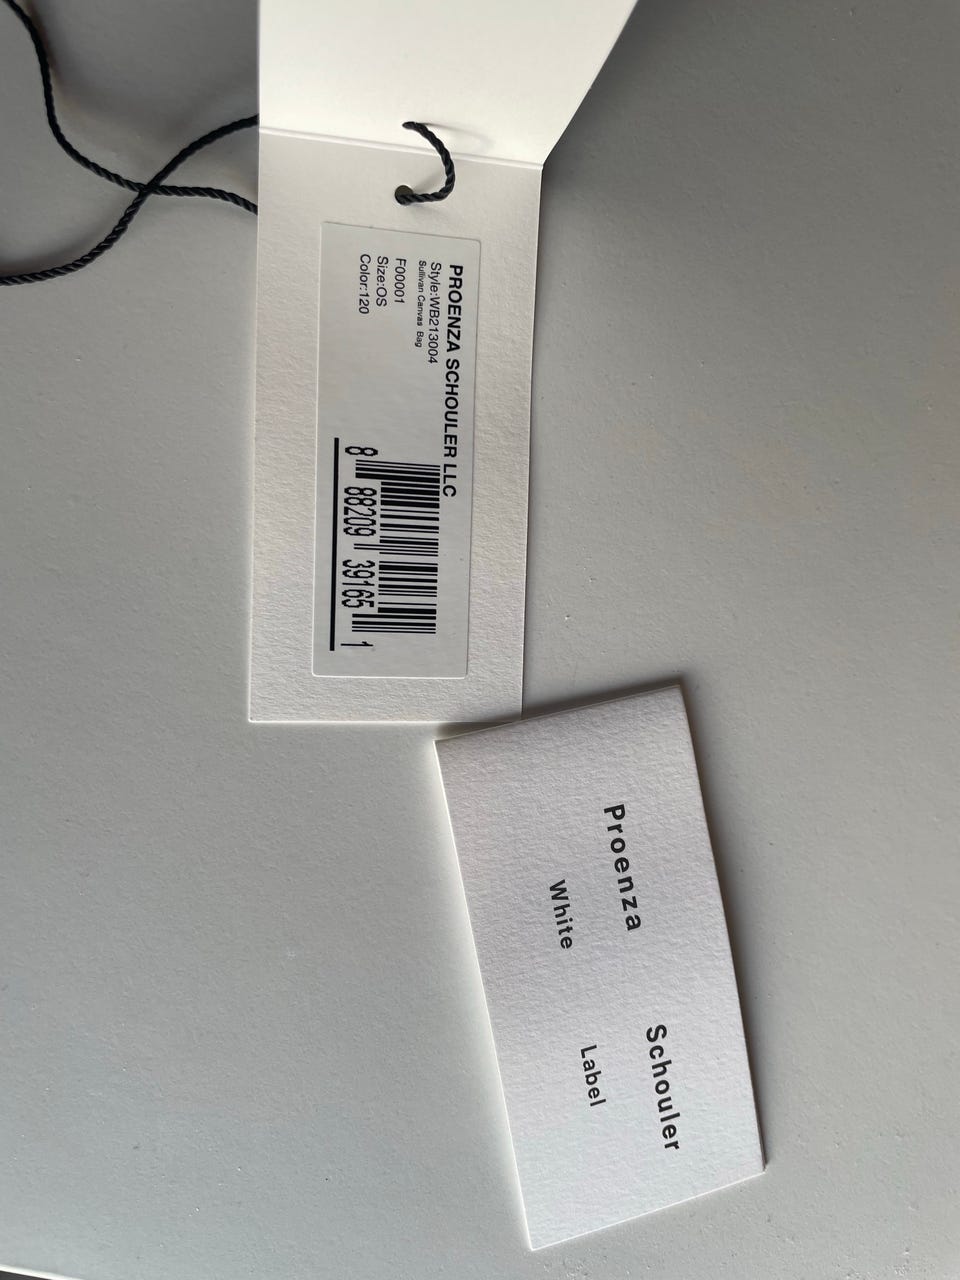 PROENZA SCHOULER LLC
Style:WB213004
Sullivan Canvas Bag
F00001
Size:OS
Color:120
8 88209 39165 1
Proenza Schouler
White Label